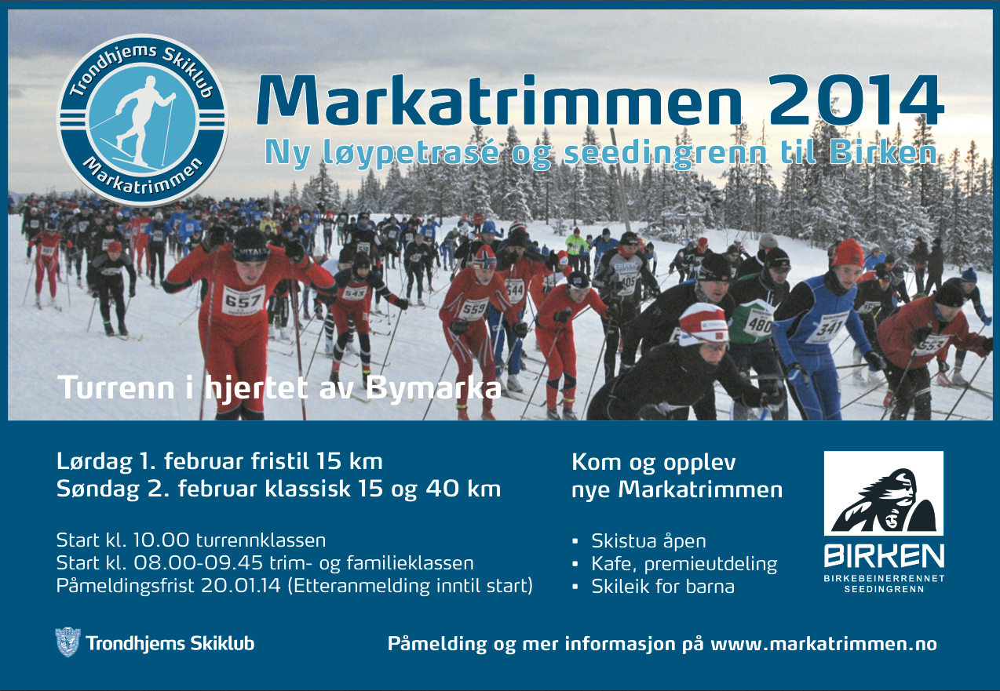 Trondhjems Skiklub
Markatrimmen
Markatrimmen 2014
Ny løypetrasé og seedingrenn til Birken
VITAL
657
543
559
544
BIRK
405
480
341
553
Turrenn i hjertet av Bymarka
Lørdag 1. februar fristil 15 km
Søndag 2. februar klassisk 15 og 40 km
Start kl. 10.00 turrennklassen
Start kl. 08.00-09.45 trim- og familieklassen
Påmeldingsfrist 20.01.14 (Etteranmelding inntil start)
Kom og opplev
nye Markatrimmen
• Skistua åpen
• Kafe, premieutdeling
• Skileik for barna
BIRKEN
BIRKEBEINERRENNET
SEEDINGRENN
Trondhjems Skiklub
Påmelding og mer informasjon på www.markatrimmen.no